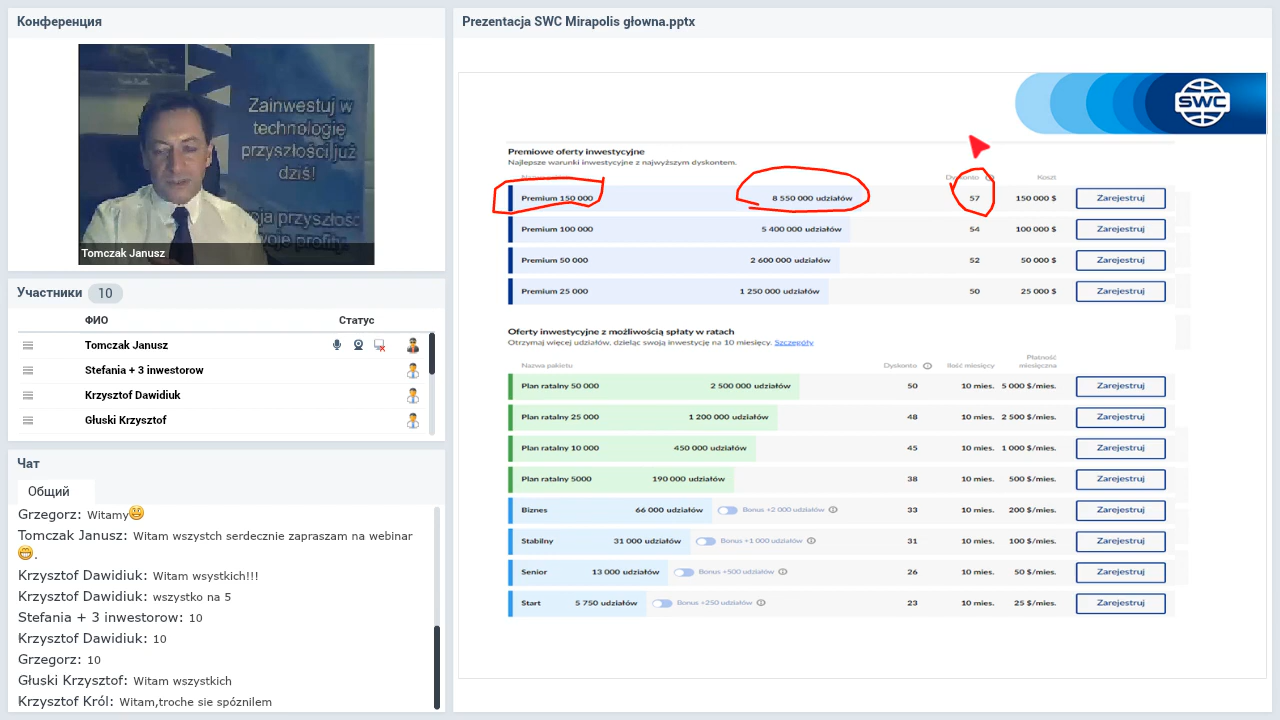 Конференция
Zainwestuj w
technologię
przyszłości już
dziś!
Tomczak Janusz
Участники 10
ФИО Статус
Tomczak Janusz
Stefania + 3 inwestorow
Krzysztof Dawidiuk
Głuski Krzysztof
Чат
Общий
Grzegorz: Witamy
Tomczak Janusz: Witam wszystch serdecznie zapraszam na webinar
.
Krzysztof Dawidiuk: Witam wsystkich!!!
Krzysztof Dawidiuk: wszystko na 5
Stefania + 3 inwestorow: 10
Krzysztof Dawidiuk: 10
Grzegorz: 10
Głuski Krzysztof: Witam wszystkich
Krzysztof Król: Witam,troche sie spóznilem
Prezentacja SWC Mirapolis głowna.pptx
SWC
Premiowe oferty inwestycyjne
Najlepsze warunki inwestycyjne z najwyższym dyskontem.
Dyskonto Koszt
Premium 150 000 8 550 000 udziałów 57 150 000 $ Zarejestruj
Premium 100 000 5 400 000 udziałów 54 100 000 $ Zarejestruj
Premium 50 000 2 600 000 udziałów 52 50 000 $ Zarejestruj
Premium 25 000 1 250 000 udziałów 50 25 000 $ Zarejestruj
Oferty inwestycyjne z możliwością spłaty w ratach
Otrzymaj więcej udziałów, dzieląc swoją inwestycję na 10 miesięcy. Szczegóły
Nazwa pakietu Dyskonto Ilość miesięcy Płatność miesięczna
Plan ratalny 50 000 2 500 000 udziałów 50 10 mies. 5 000 $/mies. Zarejestruj
Plan ratalny 25 000 1 200 000 udziałów 48 10 mies. 2 500 $/mies. Zarejestruj
Plan ratalny 10 000 450 000 udziałów 45 10 mies. 1 000 $/mies. Zarejestruj
Plan ratalny 5000 190 000 udziałów 38 10 mies. 500 $/mies. Zarejestruj
Biznes 66 000 udziałów Bonus +2 000 udziałów 33 10 mies. 200 $/mies. Zarejestruj
Stabilny 31 000 udziałów Bonus +1 000 udziałów 31 10 mies. 100 $/mies. Zarejestruj
Senior 13 000 udziałów Bonus +500 udziałów 26 10 mies. 50 $/mies. Zarejestruj
Start 5 750 udziałów Bonus +250 udziałów 23 10 mies. 25 $/mies. Zarejestruj